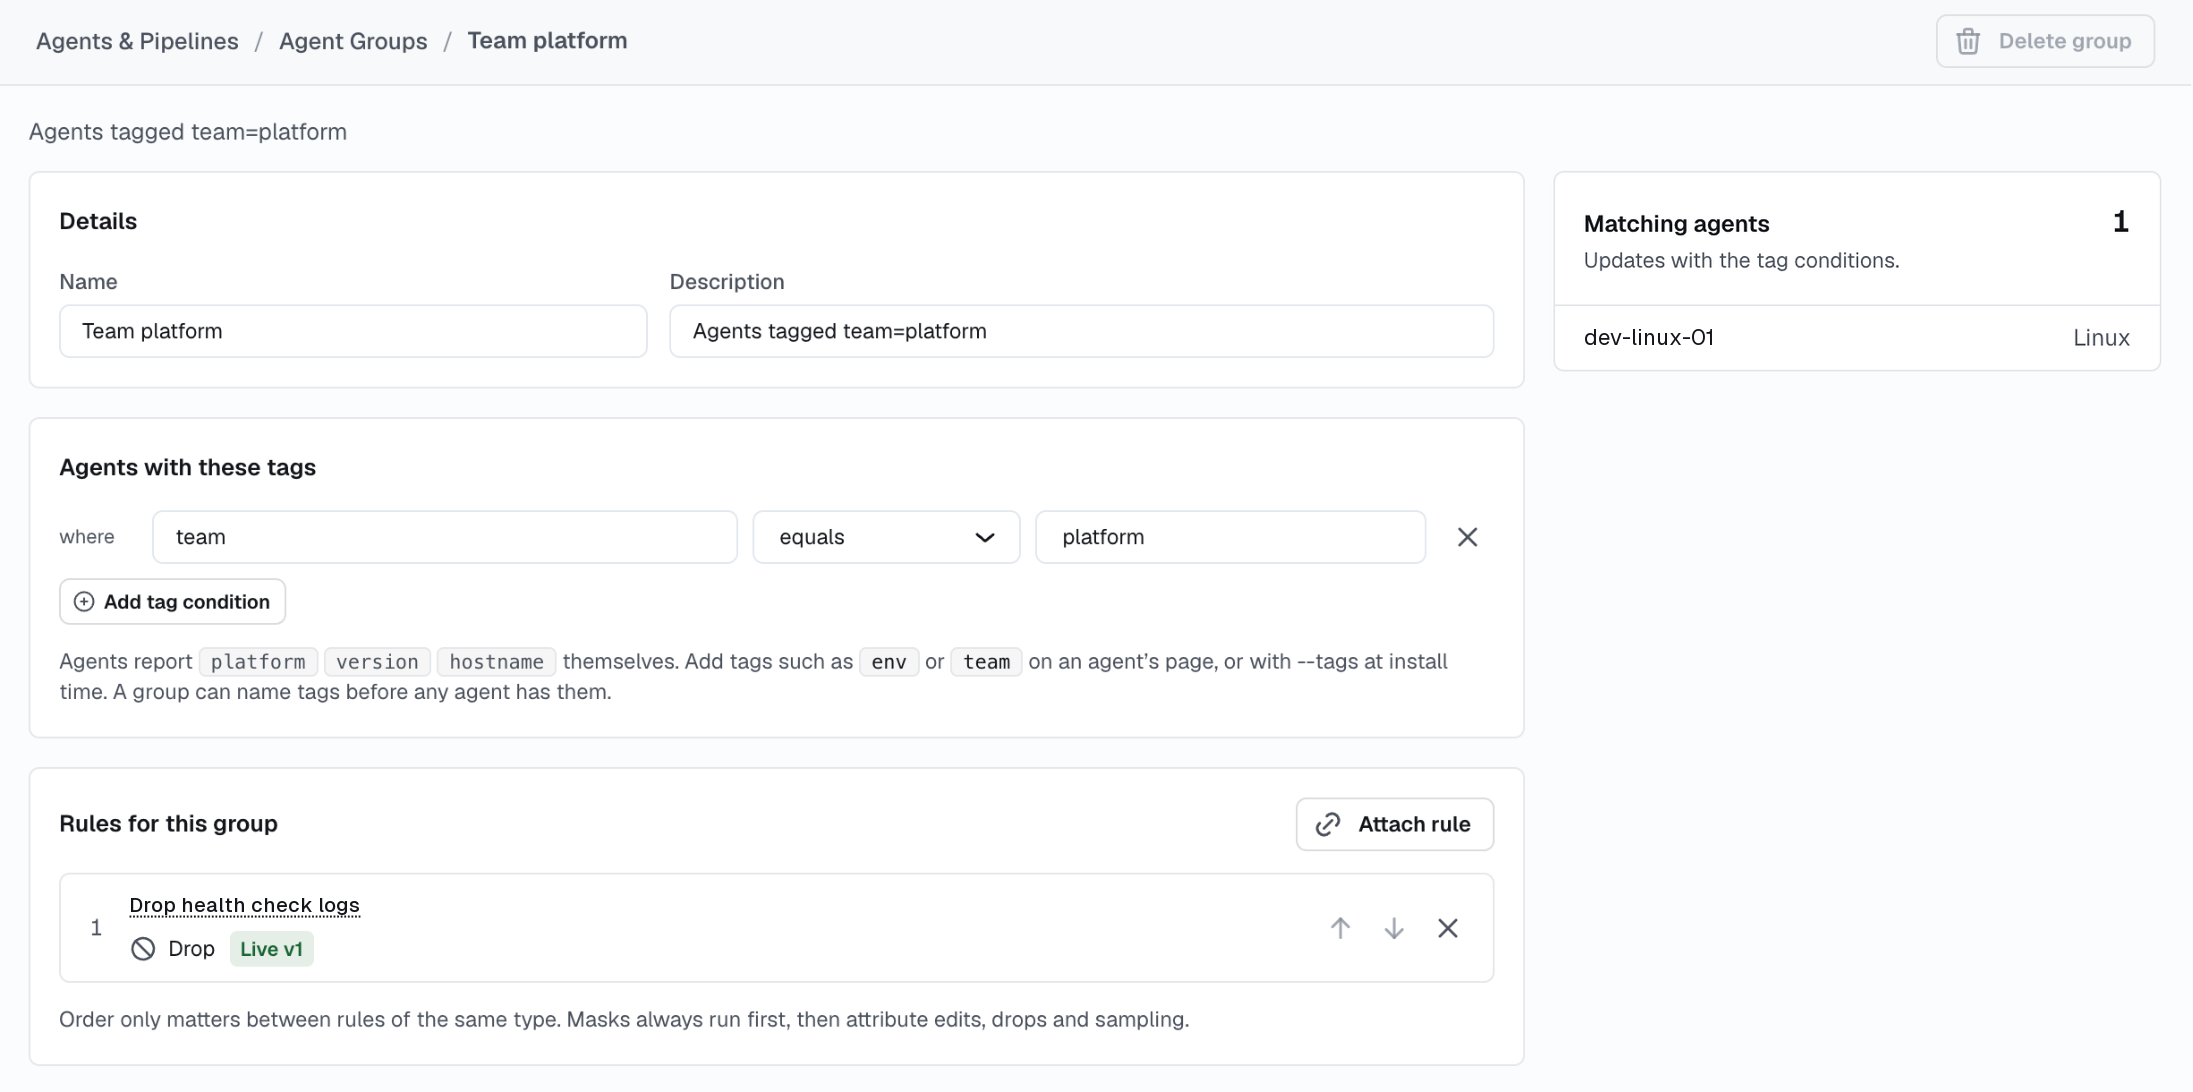 Agents & Pipelines / Agent Groups / Team platform
Delete group
Agents tagged team=platform
Details
Name
Description
Team platform
Agents tagged team=platform
Matching agents
1
Updates with the tag conditions.
dev-linux-01
Linux
Agents with these tags
where
team
equals
platform
Add tag condition
Agents report platform version hostname themselves. Add tags such as env or team on an agent’s page, or with --tags at install
time. A group can name tags before any agent has them.
Rules for this group
Attach rule
1
Drop health check logs
Drop
Live v1
Order only matters between rules of the same type. Masks always run first, then attribute edits, drops and sampling.